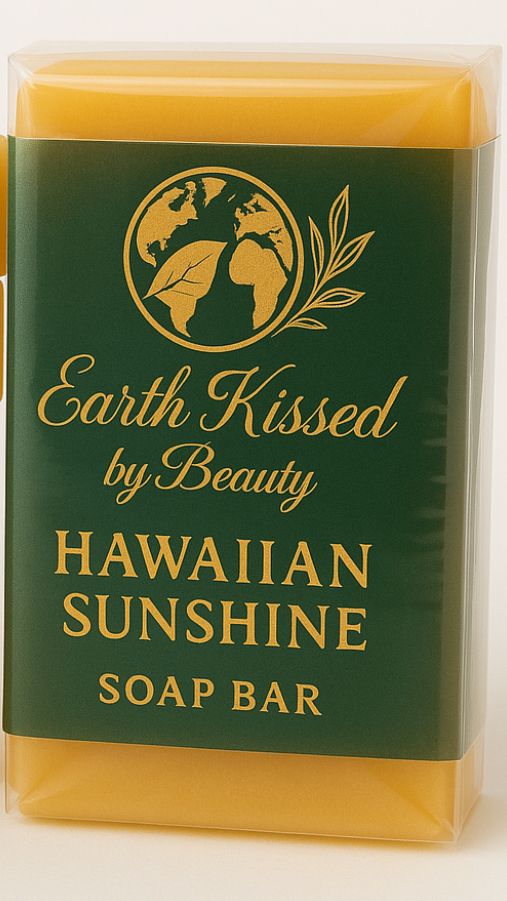 Earth Kissed
by Beauty
HAWAIIAN
SUNSHINE
SOAP BAR